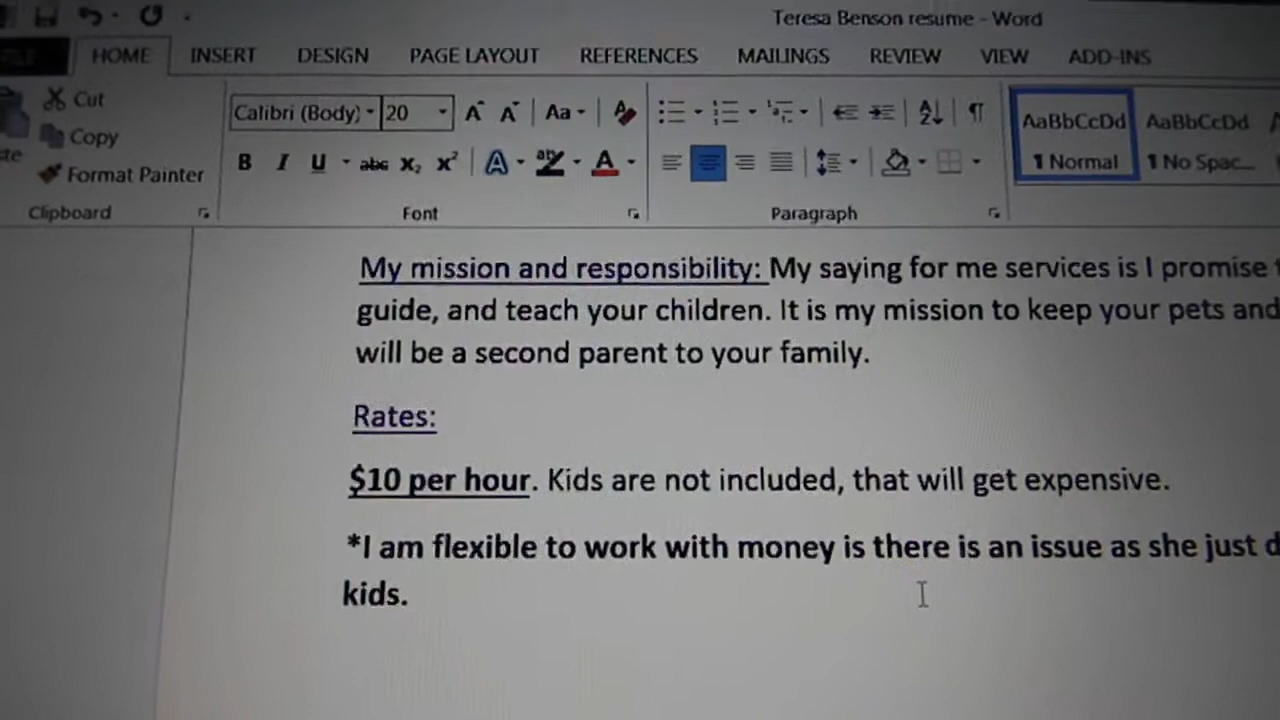 Teresa Benson resume - Word
HOME INSERT DESIGN PAGE LAYOUT REFERENCES MAILINGS REVIEW VIEW ADD-INS
Cut
Copy
Format Painter
Clipboard
Calibri (Body) 20 Aa
B I U abc X₂ X²
Font
Paragraph
AaBbCcDd AaBbCcDd
¶ Normal ¶ No Spac...
My mission and responsibility: My saying for me services is I promise
guide, and teach your children. It is my mission to keep your pets and
will be a second parent to your family.
Rates:
$10 per hour. Kids are not included, that will get expensive.
*I am flexible to work with money is there is an issue as she just
kids.